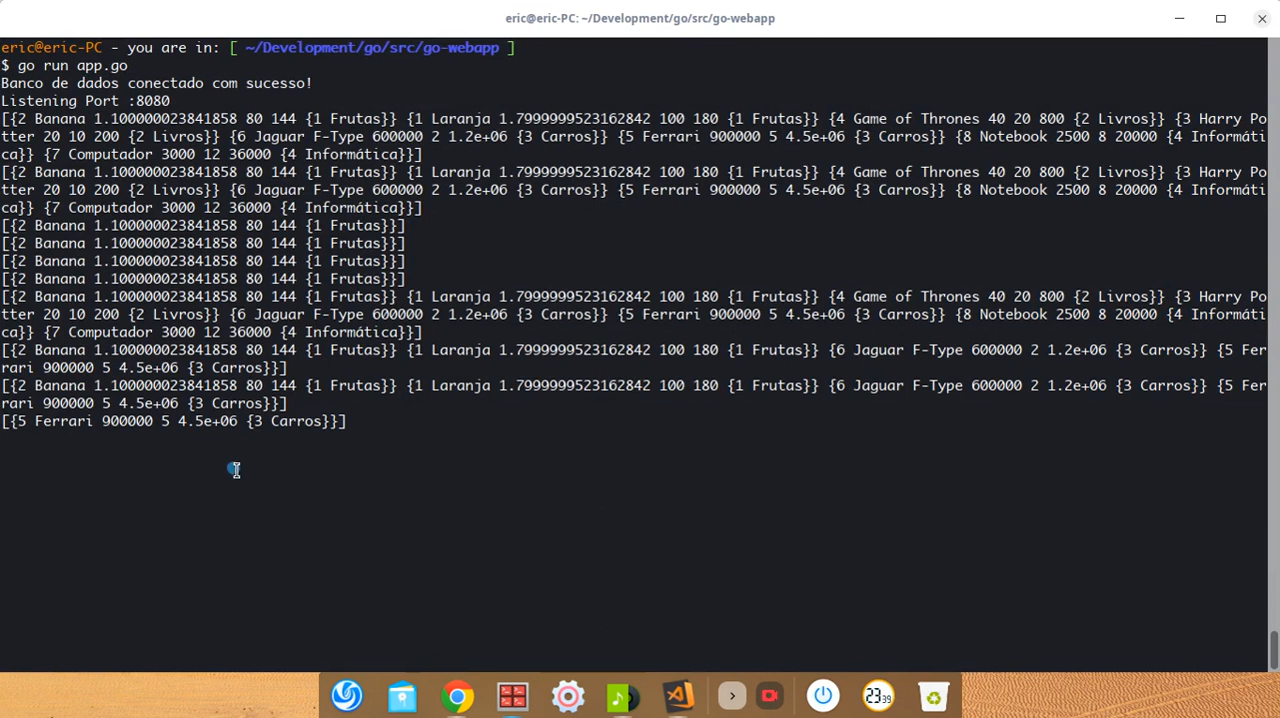 eric@eric-PC: ~/Development/go/src/go-webapp
eric@eric-PC - you are in: [ ~/Development/go/src/go-webapp ]
$ go run app.go
Banco de dados conectado com sucesso!
Listening Port :8080
[{2 Banana 1.100000023841858 80 144 {1 Frutas}} {1 Laranja 1.7999999523162842 100 180 {1 Frutas}} {4 Game of Thrones 40 20 800 {2 Livros}} {3 Harry Po
tter 20 10 200 {2 Livros}} {6 Jaguar F-Type 600000 2 1.2e+06 {3 Carros}} {5 Ferrari 900000 5 4.5e+06 {3 Carros}} {8 Notebook 2500 8 20000 {4 Informáti
ca}} {7 Computador 3000 12 36000 {4 Informática}}]
[{2 Banana 1.100000023841858 80 144 {1 Frutas}} {1 Laranja 1.7999999523162842 100 180 {1 Frutas}} {4 Game of Thrones 40 20 800 {2 Livros}} {3 Harry Po
tter 20 10 200 {2 Livros}} {6 Jaguar F-Type 600000 2 1.2e+06 {3 Carros}} {5 Ferrari 900000 5 4.5e+06 {3 Carros}} {8 Notebook 2500 8 20000 {4 Informáti
ca}} {7 Computador 3000 12 36000 {4 Informática}}]
[{2 Banana 1.100000023841858 80 144 {1 Frutas}}]
[{2 Banana 1.100000023841858 80 144 {1 Frutas}}]
[{2 Banana 1.100000023841858 80 144 {1 Frutas}}]
[{2 Banana 1.100000023841858 80 144 {1 Frutas}}]
[{2 Banana 1.100000023841858 80 144 {1 Frutas}} {1 Laranja 1.7999999523162842 100 180 {1 Frutas}} {4 Game of Thrones 40 20 800 {2 Livros}} {3 Harry Po
tter 20 10 200 {2 Livros}} {6 Jaguar F-Type 600000 2 1.2e+06 {3 Carros}} {5 Ferrari 900000 5 4.5e+06 {3 Carros}} {8 Notebook 2500 8 20000 {4 Informáti
ca}} {7 Computador 3000 12 36000 {4 Informática}}]
[{2 Banana 1.100000023841858 80 144 {1 Frutas}} {1 Laranja 1.7999999523162842 100 180 {1 Frutas}} {6 Jaguar F-Type 600000 2 1.2e+06 {3 Carros}} {5 Fer
rari 900000 5 4.5e+06 {3 Carros}}]
[{2 Banana 1.100000023841858 80 144 {1 Frutas}} {1 Laranja 1.7999999523162842 100 180 {1 Frutas}} {6 Jaguar F-Type 600000 2 1.2e+06 {3 Carros}} {5 Fer
rari 900000 5 4.5e+06 {3 Carros}}]
[{5 Ferrari 900000 5 4.5e+06 {3 Carros}}]
23 39